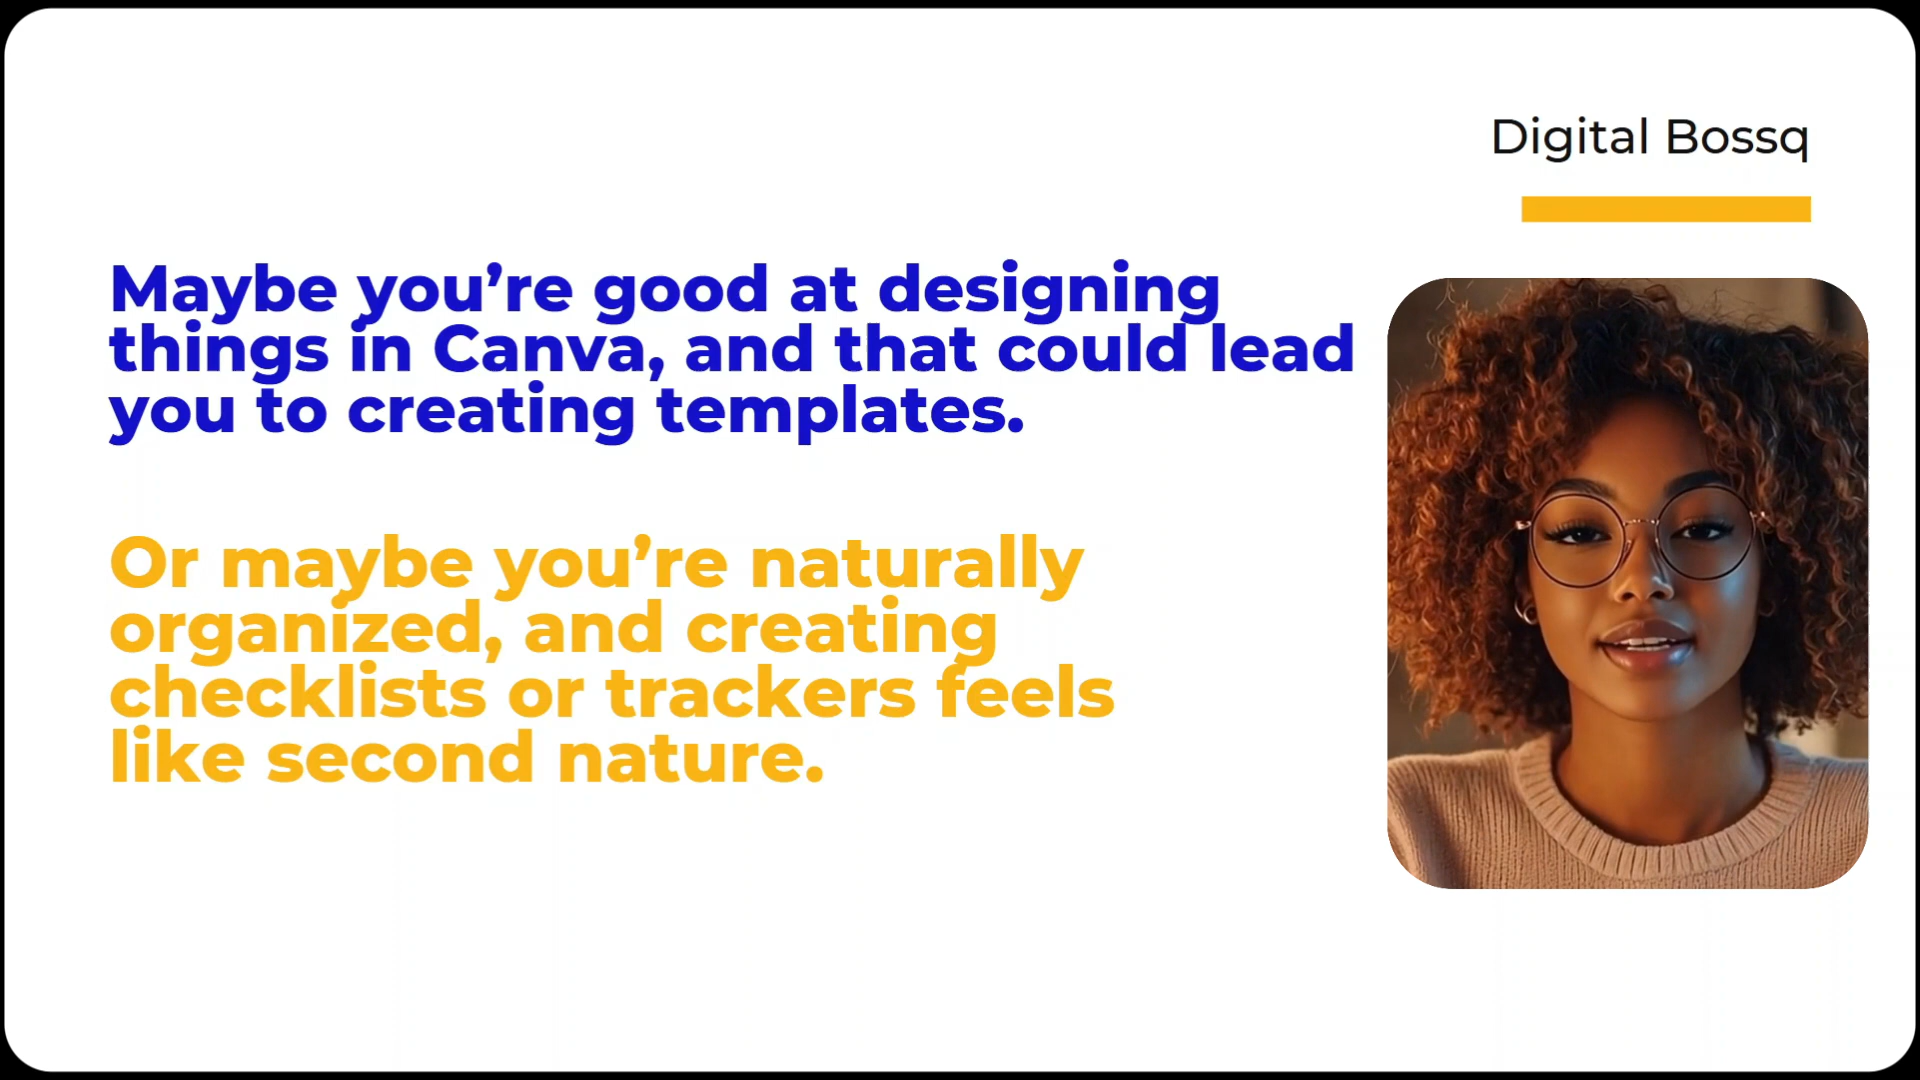 Digital Bossq
Maybe you’re good at designing
things in Canva, and that could lead
you to creating templates.
Or maybe you’re naturally
organized, and creating
checklists or trackers feels
like second nature.